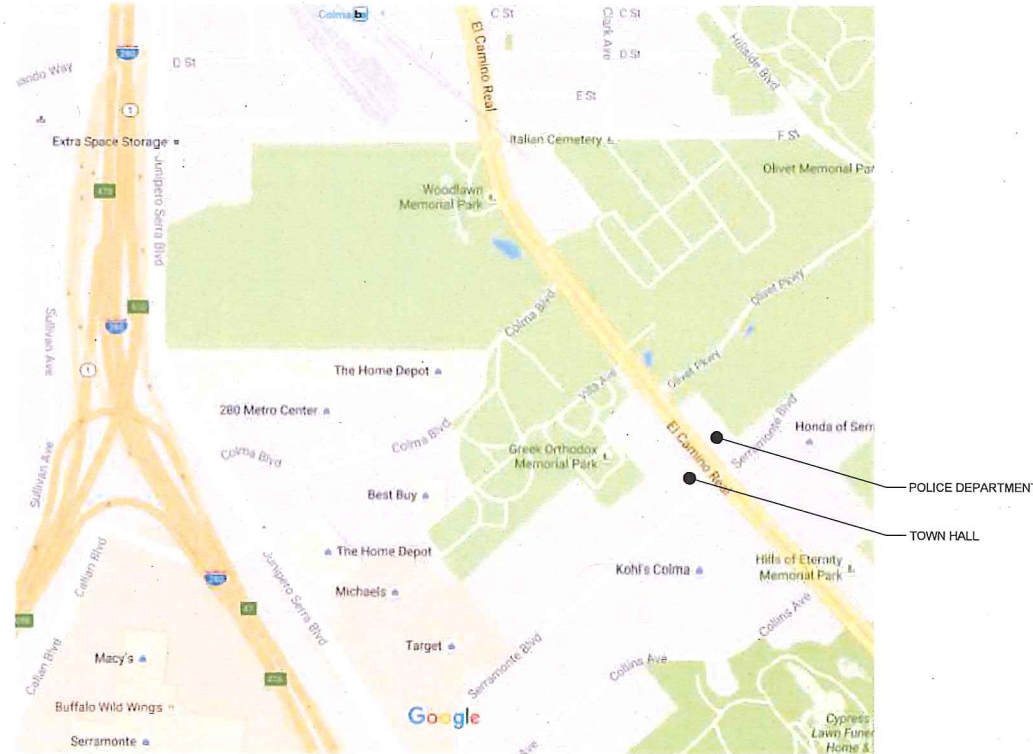 Colma
C St
Clark Ave
C St
El Camino Real
Hillside Blvd
D St
D St
ando Way
280
1
E St
Extra Space Storage
Italian Cemetery
F St
Olivet Memorial Par
Junipero Serra Blvd
Woodlawn
Memorial Park
Olivet Pkwy
Colma Blvd
Sullivan Ave
280
1
The Home Depot
Villa Ave
Olivet Pkwy
280 Metro Center
Serramonte Blvd
Colma Blvd
El Camino Real
Honda of Serr
Colma Blvd
Greek Orthodox
Memorial Park
Sullivan Ave
POLICE DEPARTMEN
Best Buy
TOWN HALL
The Home Depot
Callan Blvd
Kohl's Colma
Hills of Eternity
Memorial Park
280
Junipero Serra Blvd
Michaels
47
Collins Ave
Target
Serramonte Blvd
Callan Blvd
Macy's
Collins Ave
Buffalo Wild Wings
Google
Serramonte
Ave
Cypress
Lawn Funer
Home &